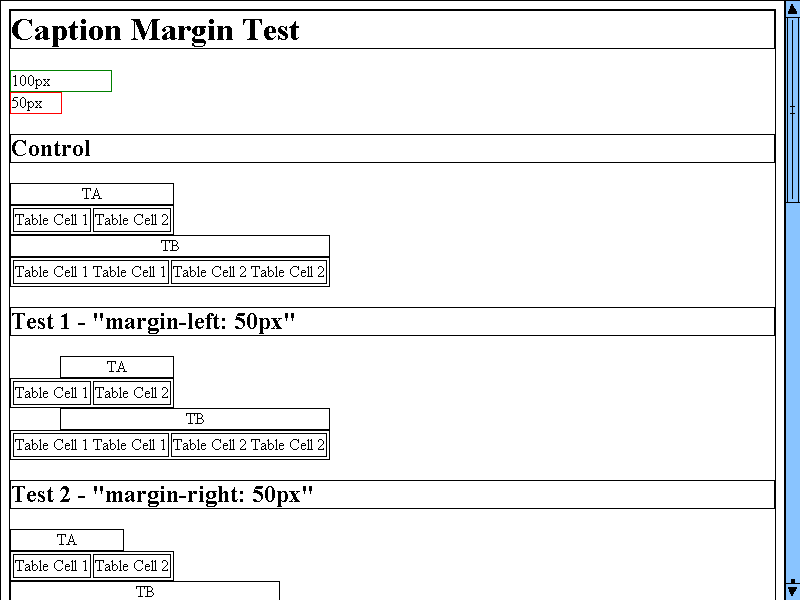 Caption Margin Test
100px
50px
Control
TA
Table Cell 1 Table Cell 2
TB
Table Cell 1 Table Cell 1 Table Cell 2 Table Cell 2
Test 1 - "margin-left: 50px"
TA
Table Cell 1 Table Cell 2
TB
Table Cell 1 Table Cell 1 Table Cell 2 Table Cell 2
Test 2 - "margin-right: 50px"
TA
Table Cell 1 Table Cell 2
TB